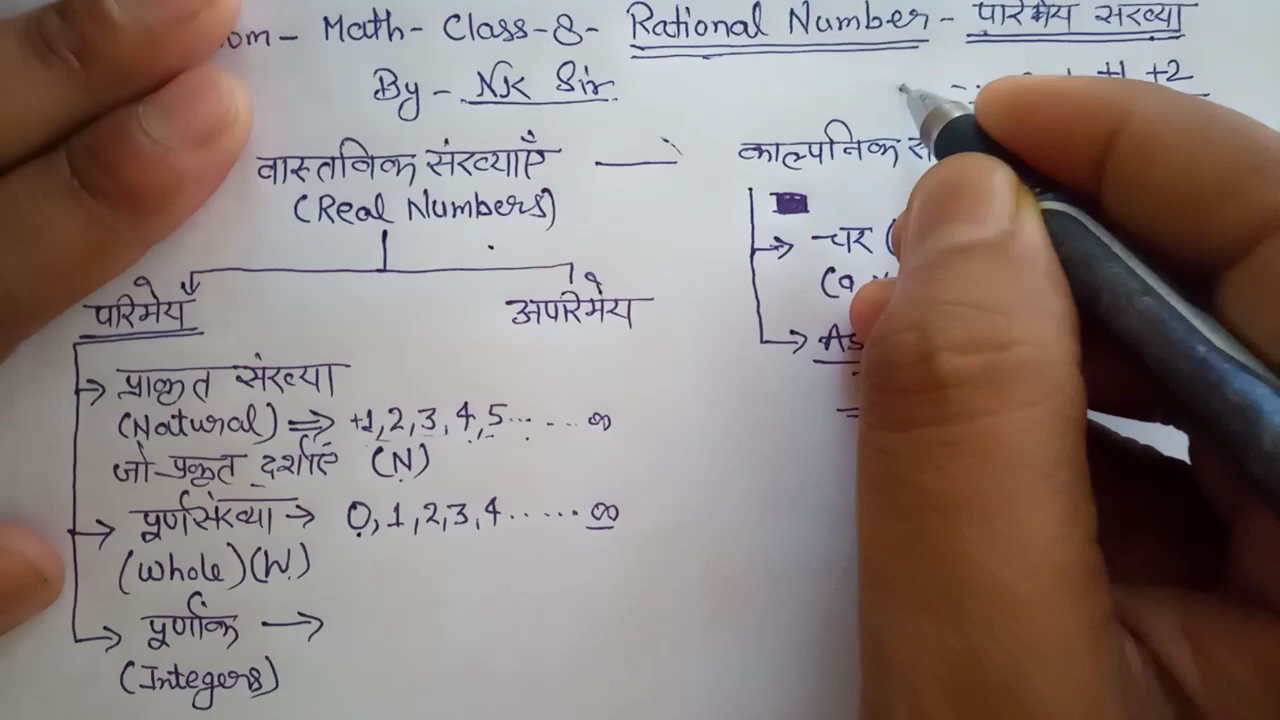 Math- Class-8- Rational Number - परिमेय संख्या
By - NK Sir
+1 +2
वास्तविक संख्याएँ —
काल्पनिक
(Real Numbers)
→ चर (
परिमेय
अपरिमेय
→ As
→ प्राकृत संख्या
(Natural) ⇒ +1,2,3,4,5...... ∞
जो प्रकृत दर्शाएँ (N)
→ पूर्णसंख्या → 0,1,2,3,4...... ∞
(Whole)(W)
→ पूर्णांक →
(Integers)